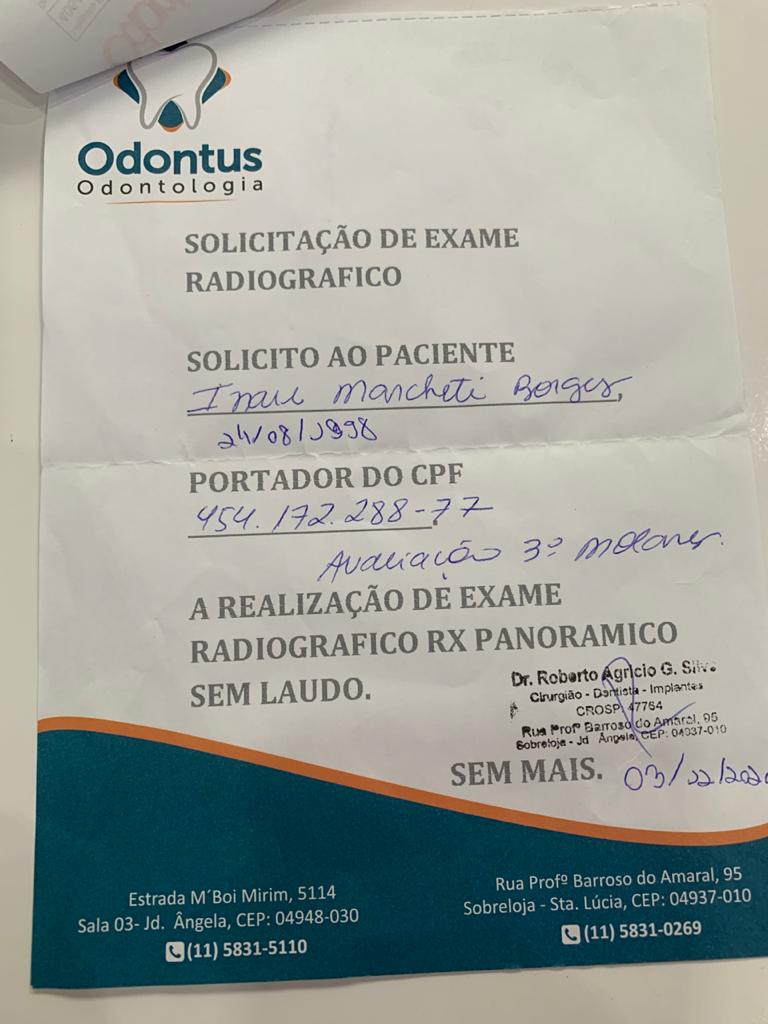 Odontus
Odontologia
SOLICITAÇÃO DE EXAME
RADIOGRAFICO
SOLICITO AO PACIENTE
Marcheti Borges,
24/08/1998
PORTADOR DO CPF
454.172.288-77
Avaliação 3º molares.
A REALIZAÇÃO DE EXAME
RADIOGRAFICO RX PANORAMICO
SEM LAUDO.
Dr. Roberto Agricio G. Silva
Cirurgião - Dentista - Implantes
CROSP 47764
Rua Profº Barroso do Amaral, 95
Sobreloja - Jd Ângela, CEP: 04937-010
SEM MAIS.
Estrada M´Boi Mirim, 5114
Sala 03- Jd. Ângela, CEP: 04948-030
(11) 5831-5110
Rua Profº Barroso do Amaral, 95
Sobreloja - Sta. Lúcia, CEP: 04937-010
(11) 5831-0269